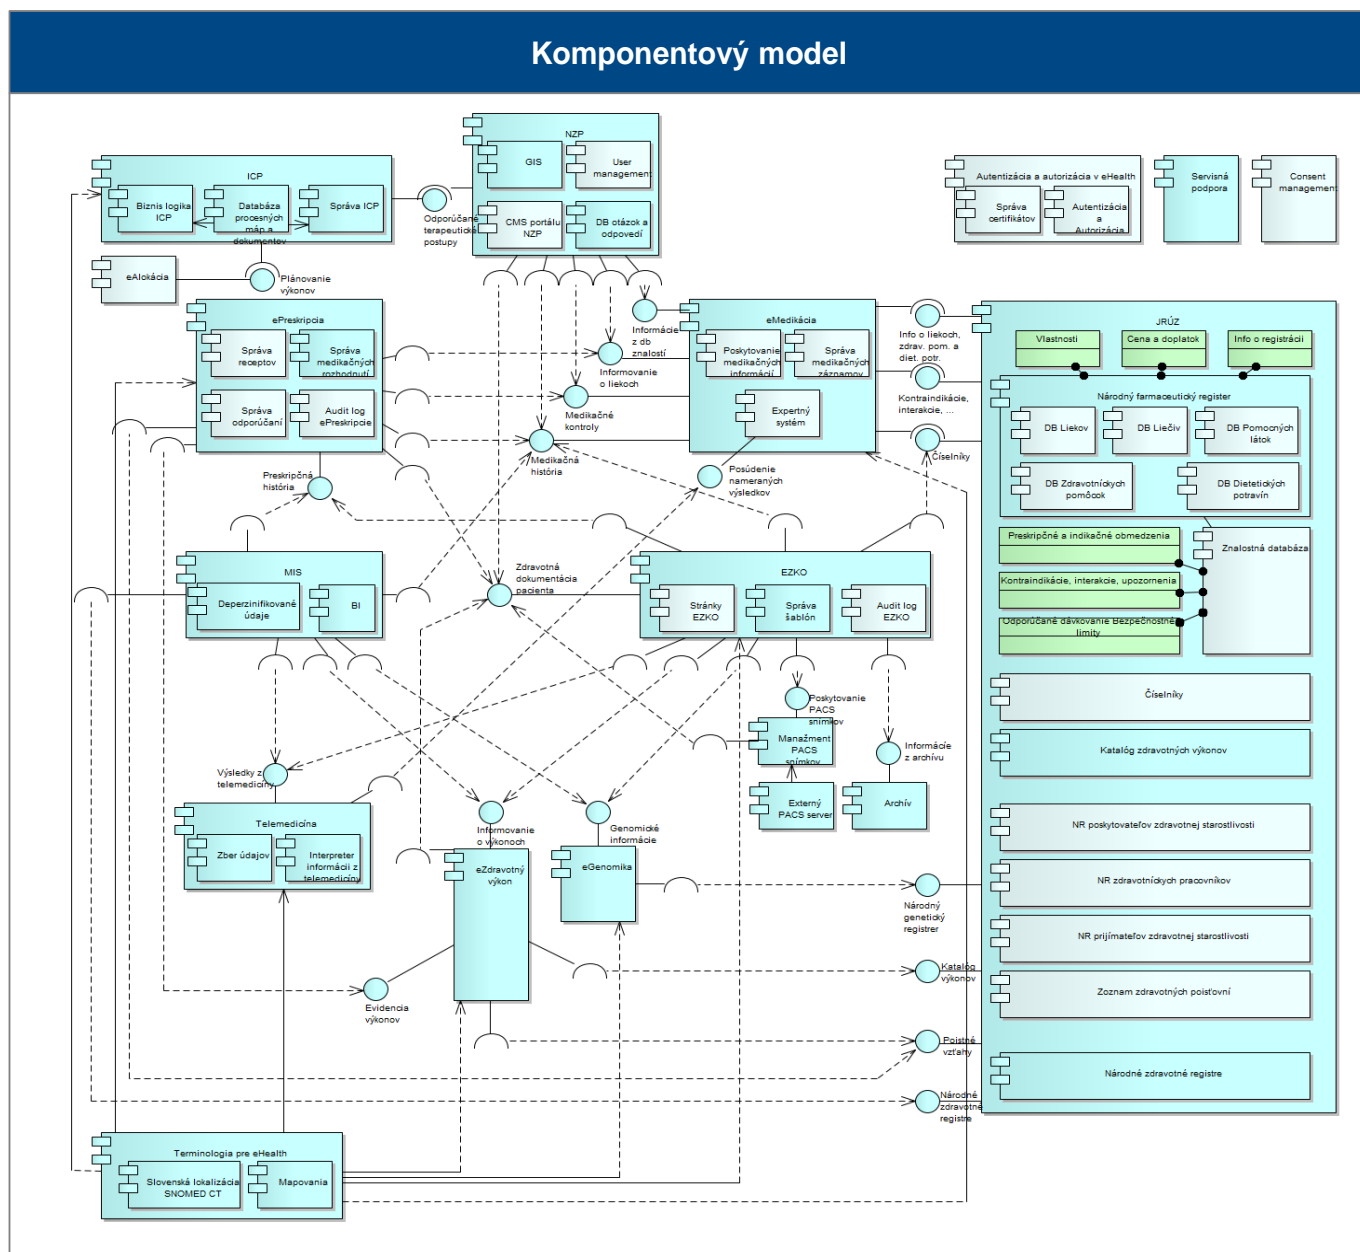 Komponentový model
NZP
GIS
User
management
CMS portálu
NZP
DB otázok a
odpovedí
ICP
Biznis logika
ICP
Databáza
procesných
máp a
dokumentov
Správa ICP
Odporúčané
terapeutické
postupy
Autentizácia a autorizácia v eHealth
Správa
certifikátov
Autentizácia
a
Autorizácia
Servisná
podpora
Consent
management
eAlokácia
Plánovanie
výkonov
ePreskripcia
Správa
receptov
Správa
medikačných
rozhodnutí
Správa
odporúčaní
Audit log
ePreskripcie
Informácie
z db
znalostí
Informovanie
o liekoch
Medikačné
kontroly
Medikačná
história
eMedikácia
Poskytovanie
medikačných
informácií
Správa
medikačných
záznamov
Expertný
systém
Info o liekoch,
zdrav. pom. a
diet. potr.
Kontraindikácie,
interakcie, ...
Číselníky
Posúdenie
nameraných
výsledkov
Preskripčná
história
JRÚZ
Vlastnosti
Cena a doplatok
Info o registrácii
Národný farmaceutický register
DB Liekov
DB Liečiv
DB Pomocných
látok
DB Zdravotníckych
pomôcok
DB Dietetických
potravín
Preskripčné a indikačné obmedzenia
Kontraindikácie, interakcie, upozornenia
Odporúčané dávkovanie Bezpečnostné
limity
Znalostná databáza
Číselníky
Katalóg zdravotných výkonov
NR poskytovateľov zdravotnej starostlivosti
NR zdravotníckych pracovníkov
NR prijímateľov zdravotnej starostlivosti
Zoznam zdravotných poisťovní
Národné zdravotné registre
MIS
Deperzinifikované
údaje
BI
Zdravotná
dokumentácia
pacienta
EZKO
Stránky
EZKO
Správa
šablón
Audit log
EZKO
Poskytovanie
PACS
snímkov
Manažment
PACS
snímkov
Externý
PACS server
Informácie
z archívu
Archív
Výsledky z
telemedicíny
Telemedicína
Zber údajov
Interpreter
informácií z
telemedicíny
Informovanie
o výkonoch
eZdravotný
výkon
Genomické
informácie
eGenomika
Národný
genetický
registrer
Katalóg
výkonov
Evidencia
výkonov
Poistné
vzťahy
Národné
zdravotné
registre
Terminologia pre eHealth
Slovenská lokalizácia
SNOMED CT
Mapovania